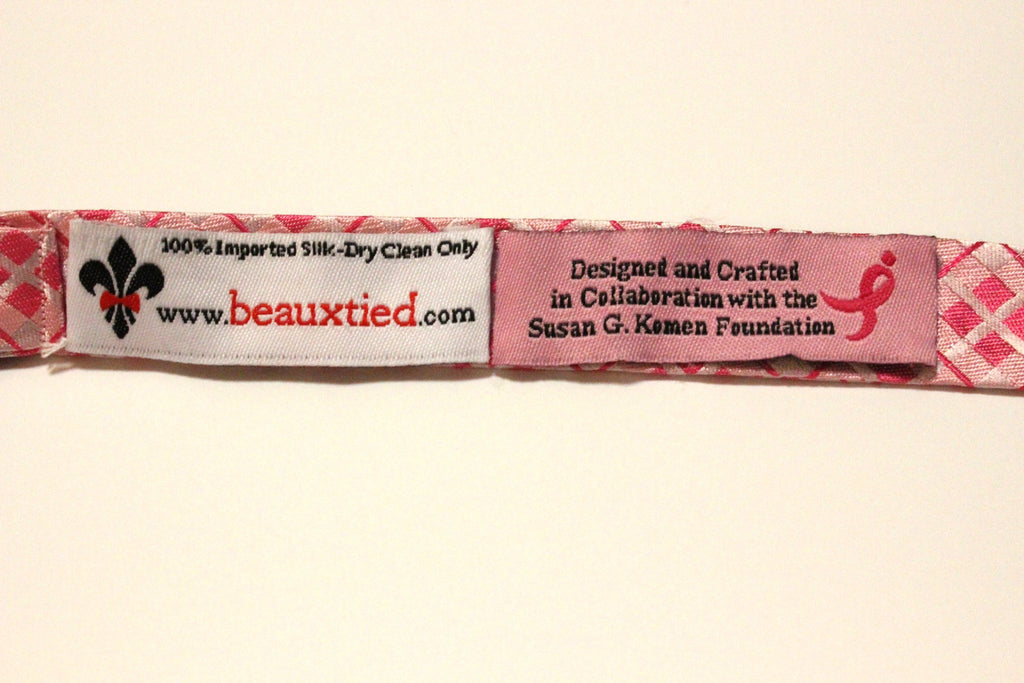 100% Imported Silk-Dry Clean Only
www.beauxtied.com
Designed and Crafted
in Collaboration with the
Susan G. Komen Foundation